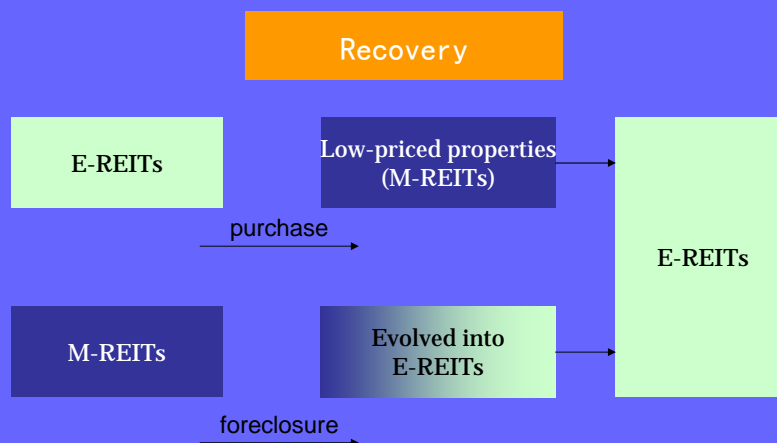 Recovery
E-REITs
Low-priced properties
(M-REITs)
purchase
E-REITs
M-REITs
Evolved into
E-REITs
foreclosure